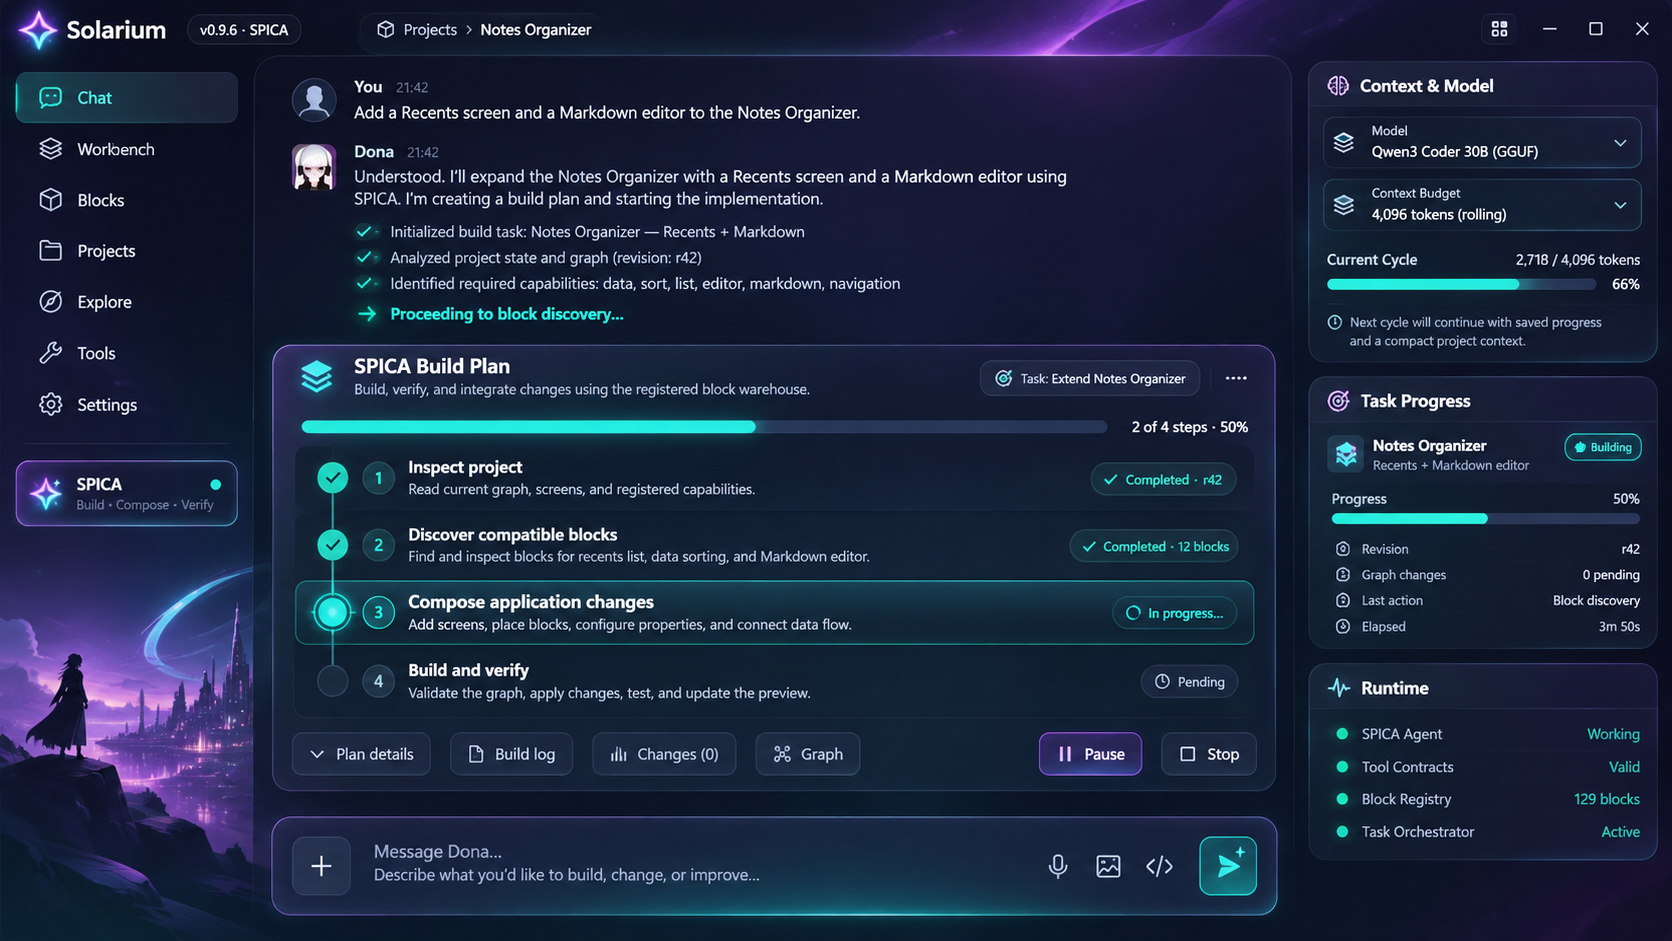 Solarium
v0.9.6 · SPICA
Projects > Notes Organizer
Chat
Workbench
Blocks
Projects
Explore
Tools
Settings
SPICA
Build • Compose • Verify
You 21:42
Add a Recents screen and a Markdown editor to the Notes Organizer.
Dona 21:42
Understood. I'll expand the Notes Organizer with a Recents screen and a Markdown editor using
SPICA. I'm creating a build plan and starting the implementation.
Initialized build task: Notes Organizer — Recents + Markdown
Analyzed project state and graph (revision: r42)
Identified required capabilities: data, sort, list, editor, markdown, navigation
Proceeding to block discovery...
SPICA Build Plan
Build, verify, and integrate changes using the registered block warehouse.
Task: Extend Notes Organizer
2 of 4 steps · 50%
1
Inspect project
Read current graph, screens, and registered capabilities.
Completed · r42
2
Discover compatible blocks
Find and inspect blocks for recents list, data sorting, and Markdown editor.
Completed · 12 blocks
3
Compose application changes
Add screens, place blocks, configure properties, and connect data flow.
In progress...
4
Build and verify
Validate the graph, apply changes, test, and update the preview.
Pending
Plan details
Build log
Changes (0)
Graph
Pause
Stop
Message Dona...
Describe what you'd like to build, change, or improve...
Context & Model
Model
Qwen3 Coder 30B (GGUF)
Context Budget
4,096 tokens (rolling)
Current Cycle 2,718 / 4,096 tokens
66%
Next cycle will continue with saved progress
and a compact project context.
Task Progress
Notes Organizer
Recents + Markdown editor
Building
Progress 50%
Revision r42
Graph changes 0 pending
Last action Block discovery
Elapsed 3m 50s
Runtime
SPICA Agent Working
Tool Contracts Valid
Block Registry 129 blocks
Task Orchestrator Active